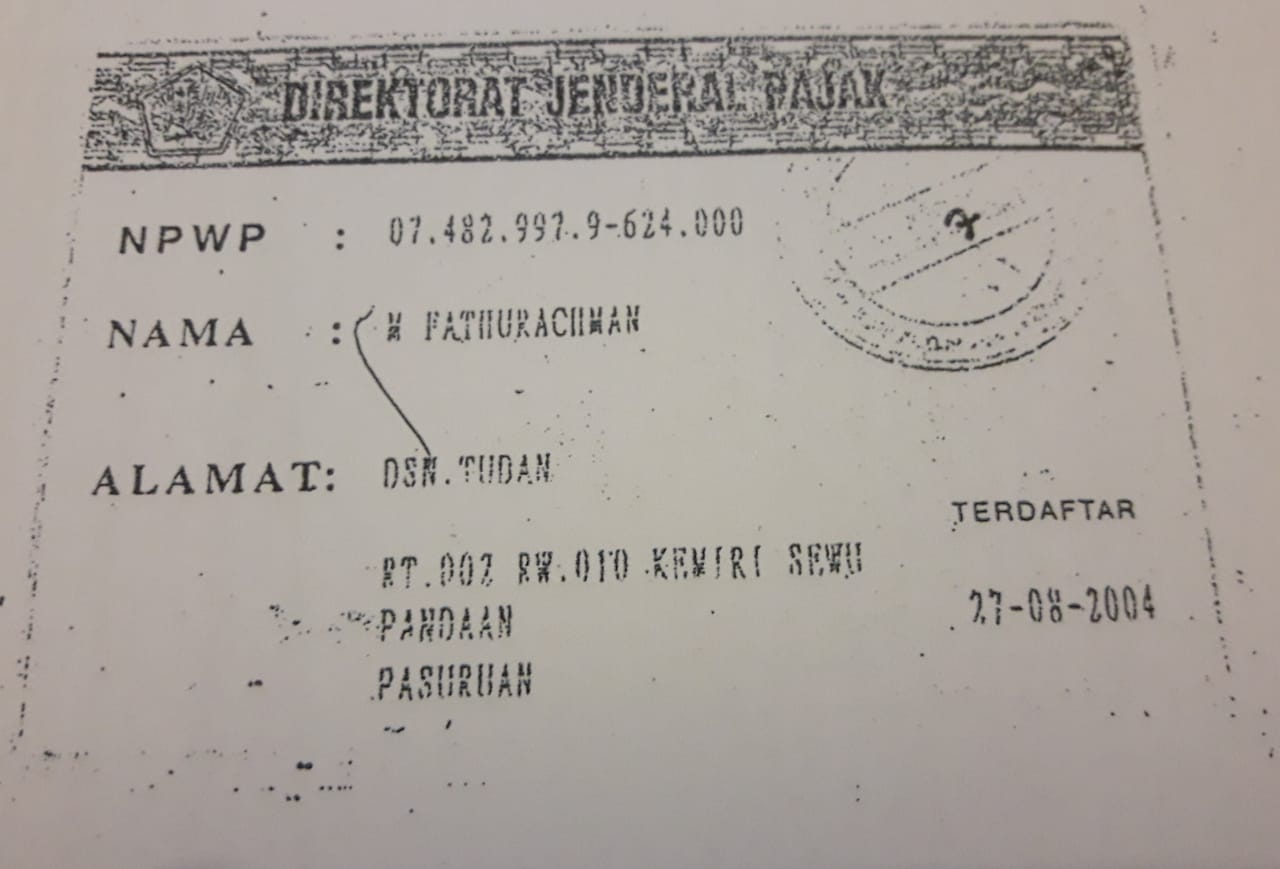 DIREKTORAT JENDERAL PAJAK
NPWP : 07.482.997.9-624.000
NAMA : M FATHURACHMAN
ALAMAT: DSN.TUDAN
RT.002 RW.010 KEMIRI SEWU
PANDAAN
PASURUAN
TERDAFTAR
27-08-2004